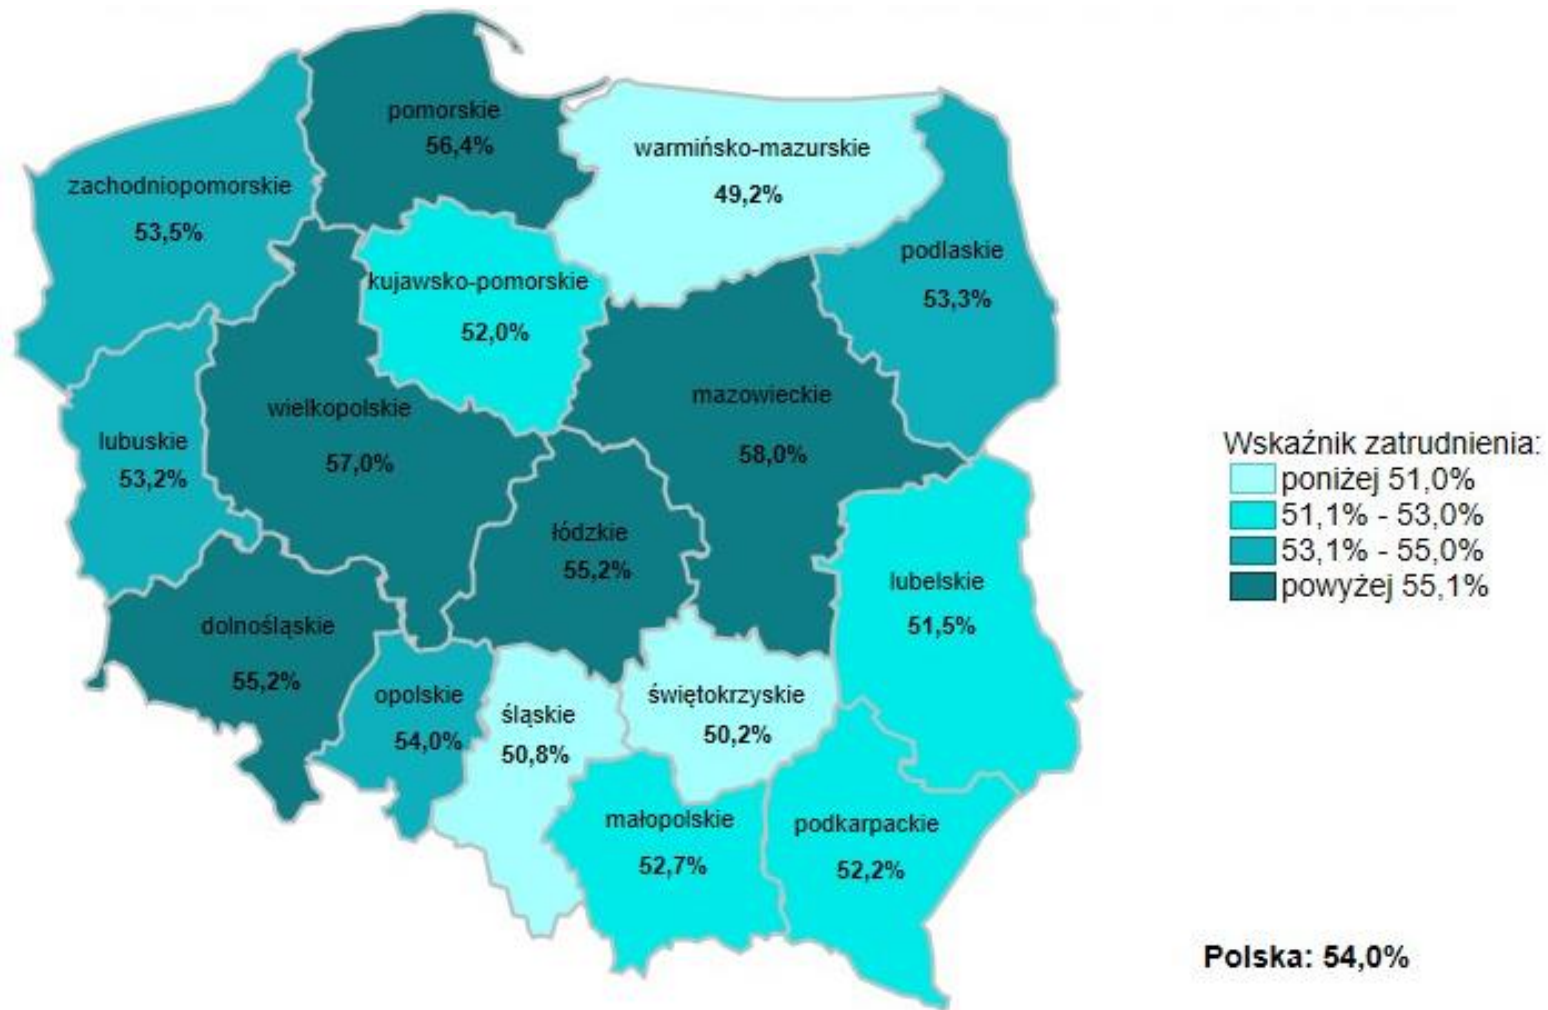 pomorskie
56,4%
warmińsko-mazurskie
49,2%
zachodniopomorskie
53,5%
podlaskie
53,3%
kujawsko-pomorskie
52,0%
mazowieckie
58,0%
wielkopolskie
57,0%
lubuskie
53,2%
łódzkie
55,2%
lubelskie
51,5%
dolnośląskie
55,2%
opolskie
54,0%
śląskie
50,8%
świętokrzyskie
50,2%
małopolskie
52,7%
podkarpackie
52,2%
Wskaźnik zatrudnienia:
poniżej 51,0%
51,1% - 53,0%
53,1% - 55,0%
powyżej 55,1%
Polska: 54,0%